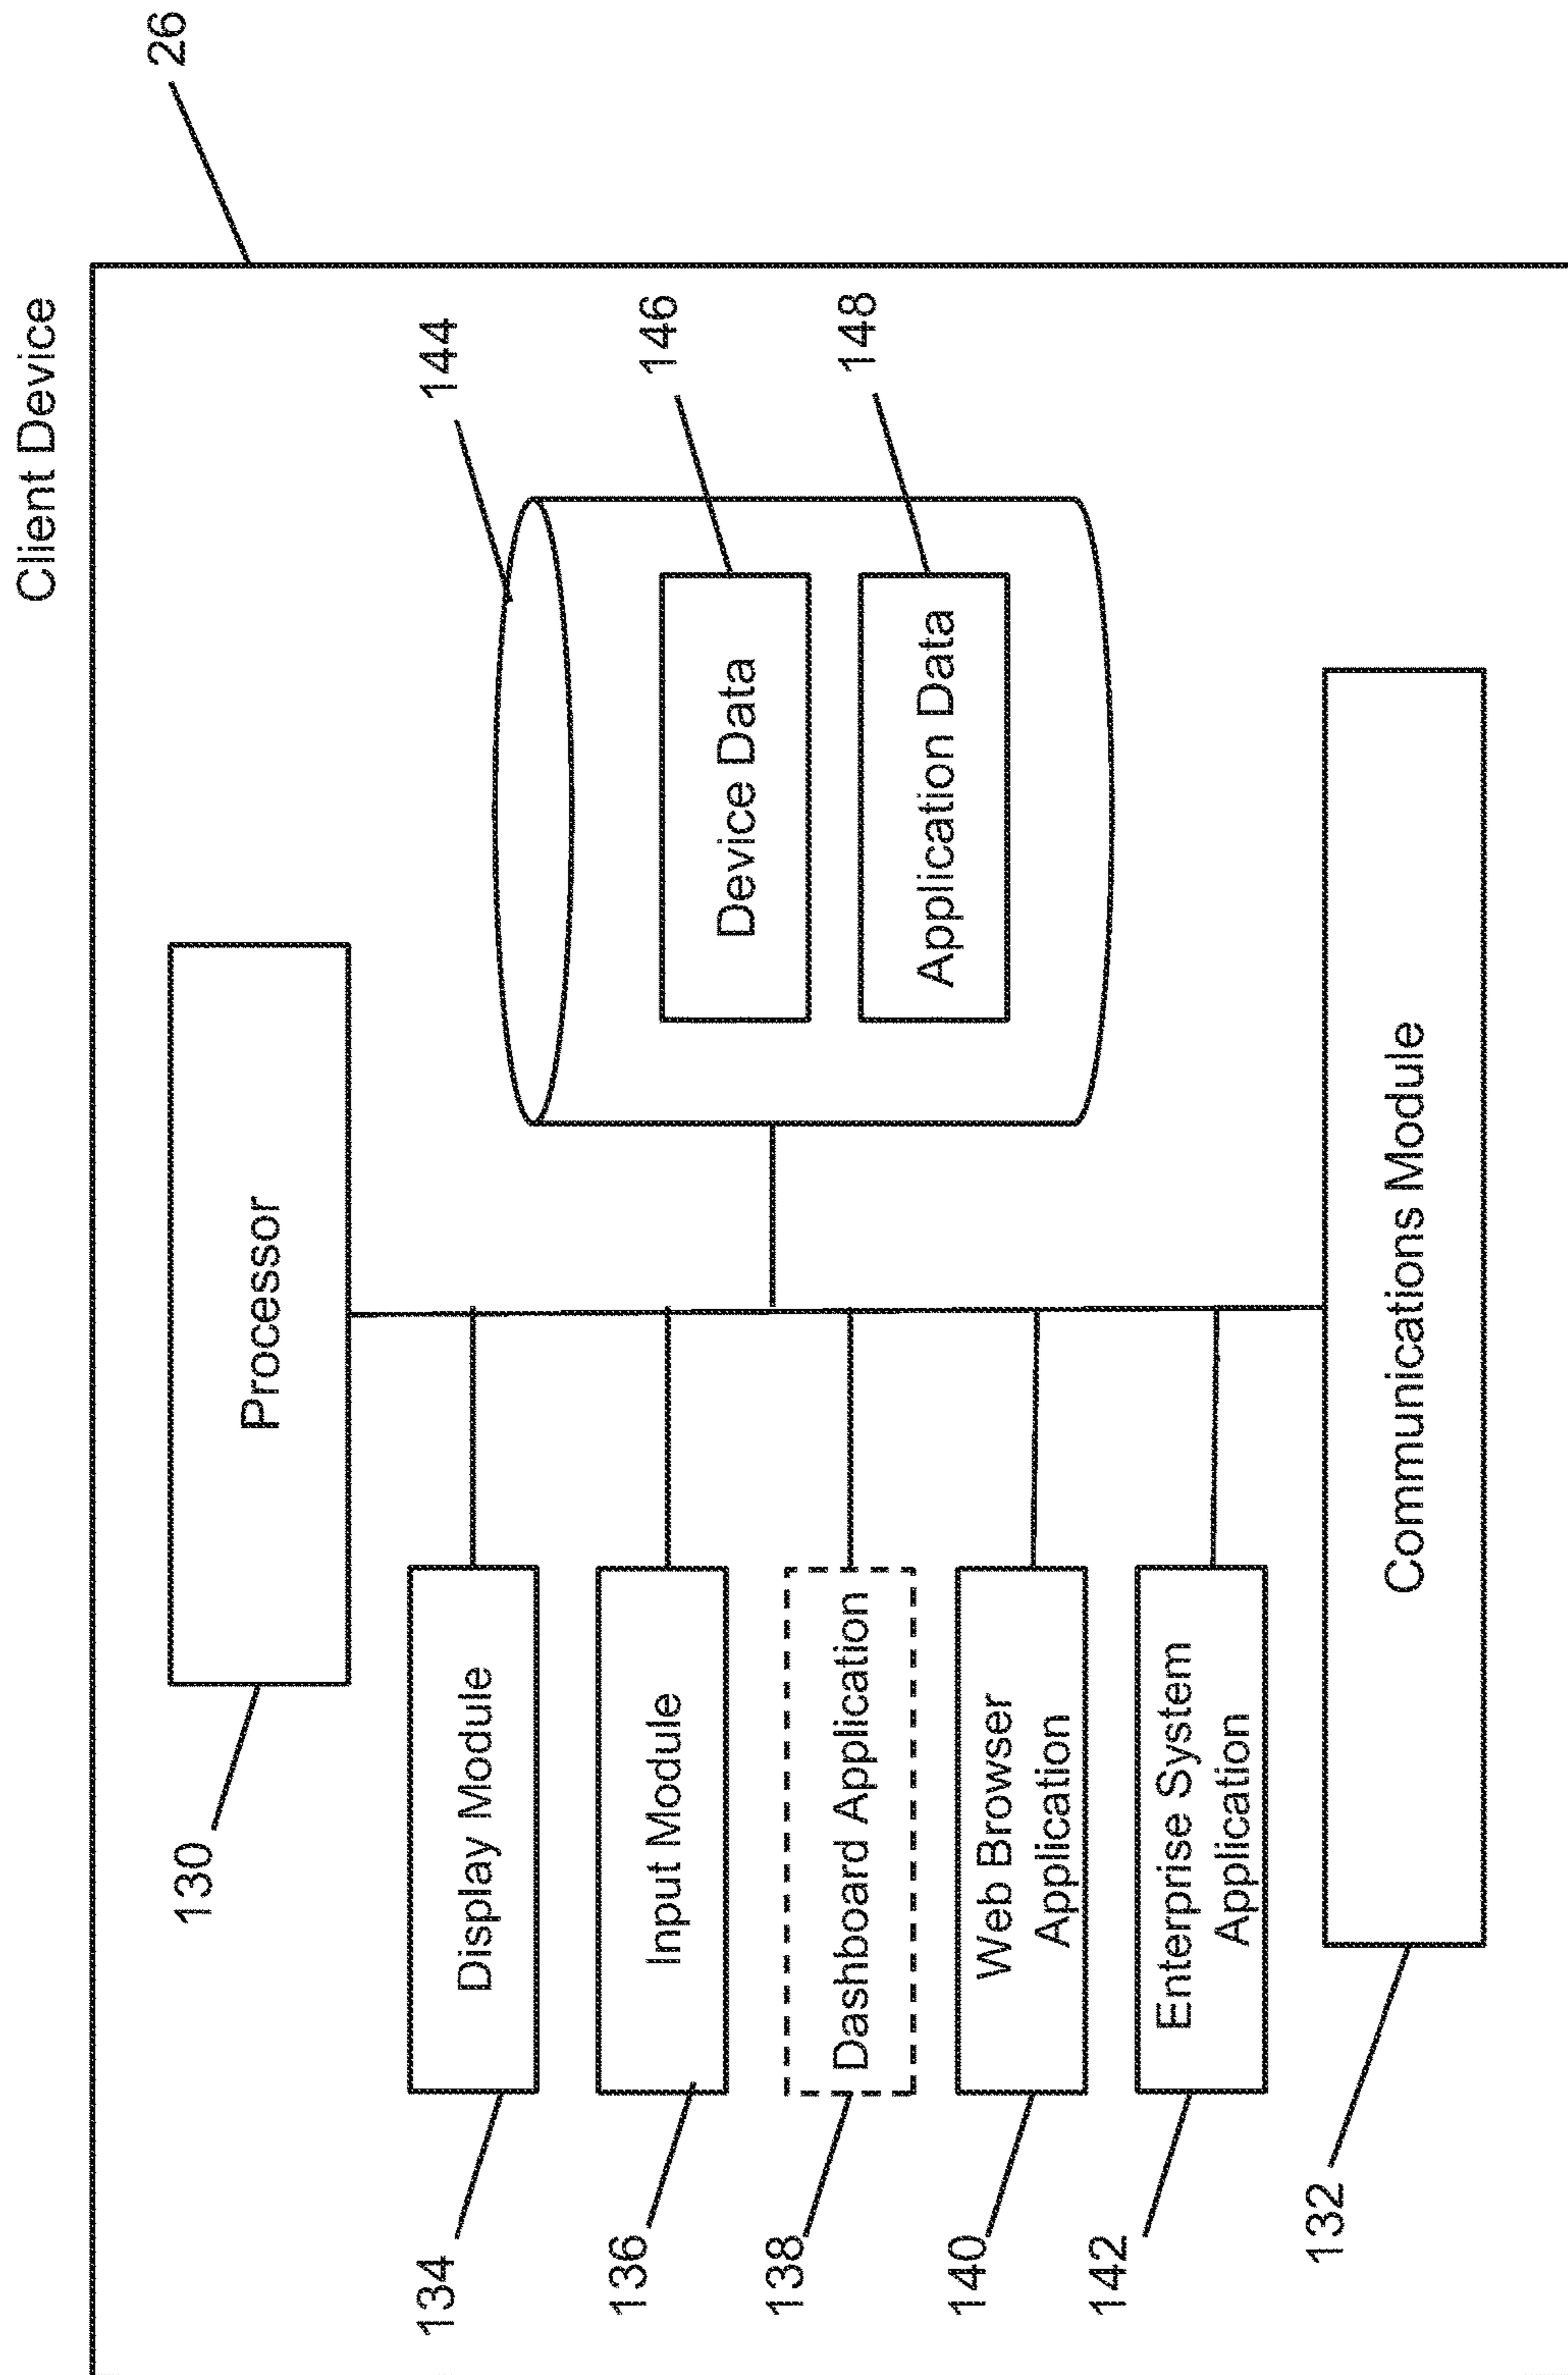 Client Device
26
Processor
130
144
Display Module
134
Device Data
146
Input Module
136
Dashboard Application
138
Application Data
148
Web Browser
Application
140
Enterprise System
Application
142
Communications Module
132